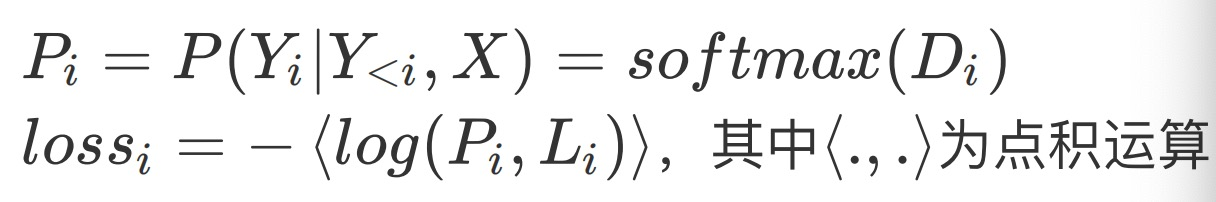 P_i = P(Y_i|Y_{<i}, X) = softmax(D_i)
loss_i = −⟨log(P_i, L_i)⟩，其中⟨., .⟩为点积运算